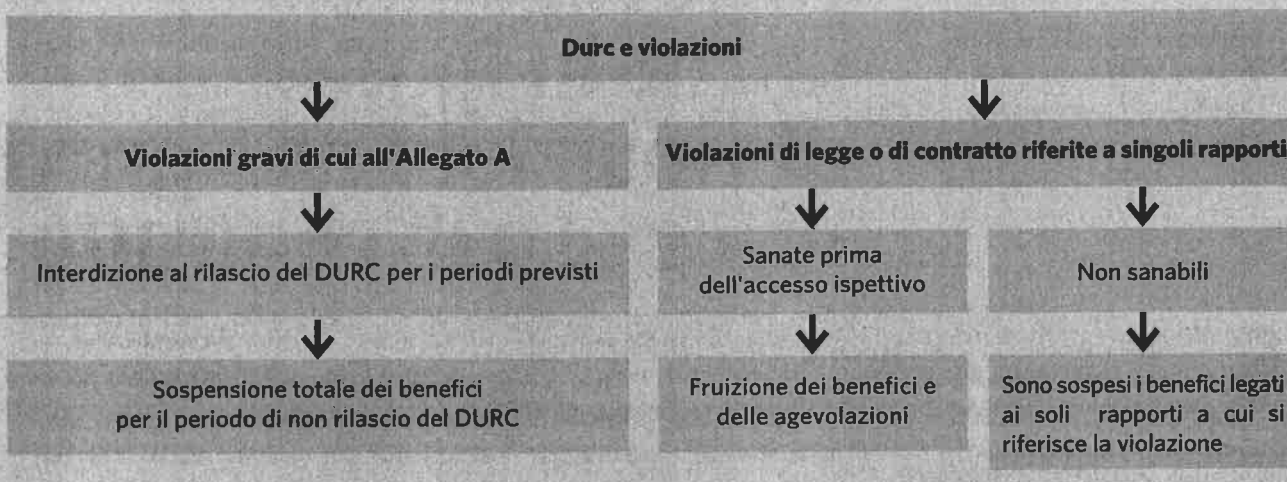 Durc e violazioni
Violazioni gravi di cui all'Allegato A
Violazioni di legge o di contratto riferite a singoli rapporti
Interdizione al rilascio del DURC per i periodi previsti
Sanate prima
dell'accesso ispettivo
Non sanabili
Sospensione totale dei benefici
per il periodo di non rilascio del DURC
Fruizione dei benefici e
delle agevolazioni
Sono sospesi i benefici legati
ai soli rapporti a cui si
riferisce la violazione